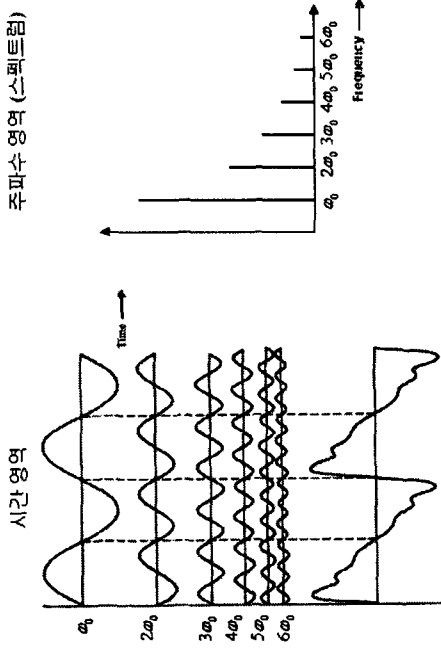 시간 영역
주파수 영역 (스펙트럼)
ω₀
2ω₀
3ω₀
4ω₀
5ω₀
6ω₀
Time
ω₀ 2ω₀ 3ω₀ 4ω₀ 5ω₀ 6ω₀
Frequency